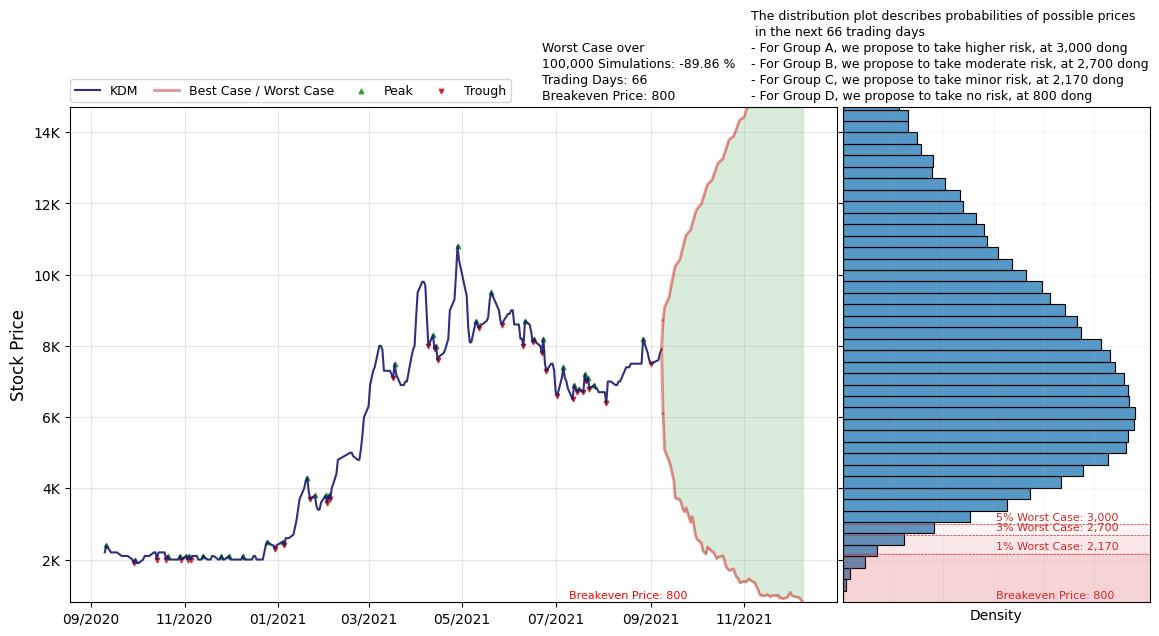 The distribution plot describes probabilities of possible prices
in the next 66 trading days
- For Group A, we propose to take higher risk, at 3,000 dong
- For Group B, we propose to take moderate risk, at 2,700 dong
- For Group C, we propose to take minor risk, at 2,170 dong
- For Group D, we propose to take no risk, at 800 dong
Worst Case over
100,000 Simulations: -89.86 %
Trading Days: 66
Breakeven Price: 800
KDM
Best Case / Worst Case
Peak
Trough
Stock Price
14K
12K
10K
8K
6K
4K
2K
09/2020
11/2020
01/2021
03/2021
05/2021
07/2021
09/2021
11/2021
Breakeven Price: 800
5% Worst Case: 3,000
3% Worst Case: 2,700
1% Worst Case: 2,170
Breakeven Price: 800
Density